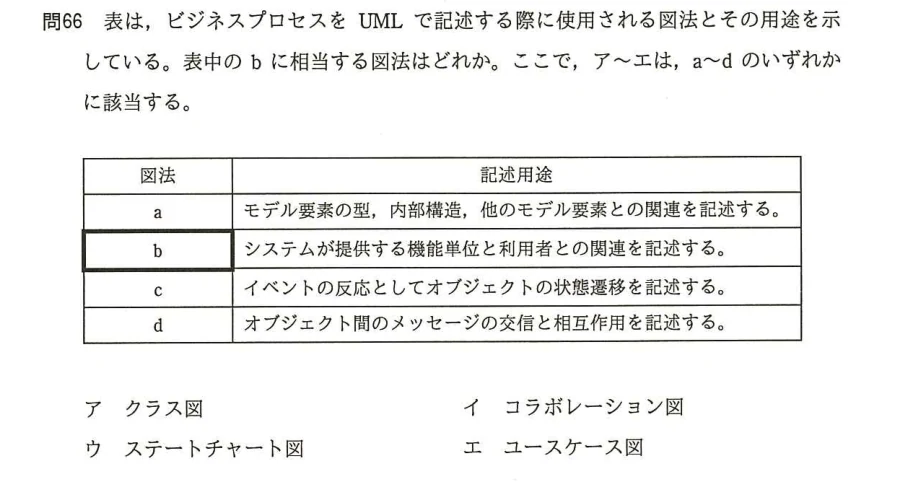 問66 表は，ビジネスプロセスを UML で記述する際に使用される図法とその用途を示
している。表中の b に相当する図法はどれか。ここで，ア～エは，a～d のいずれか
に該当する。
図法 記述用途
a モデル要素の型，内部構造，他のモデル要素との関連を記述する。
b システムが提供する機能単位と利用者との関連を記述する。
c イベントの反応としてオブジェクトの状態遷移を記述する。
d オブジェクト間のメッセージの交信と相互作用を記述する。
ア クラス図 イ コラボレーション図
ウ ステートチャート図 エ ユースケース図